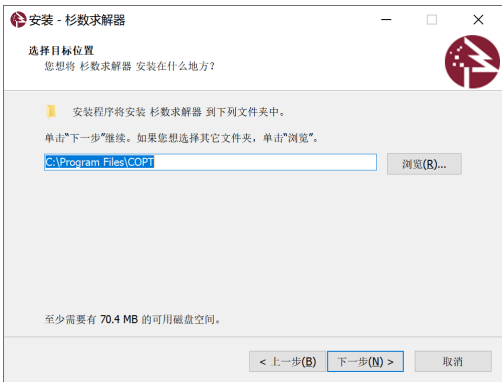 安装 - 杉数求解器
选择目标位置
您想将 杉数求解器 安装在什么地方?
安装程序将安装 杉数求解器 到下列文件夹中。
单击“下一步”继续。如果您想选择其它文件夹，单击“浏览”。
C:\Program Files\COPT
浏览(R)...
至少需要有 70.4 MB 的可用磁盘空间。
< 上一步(B)
下一步(N) >
取消